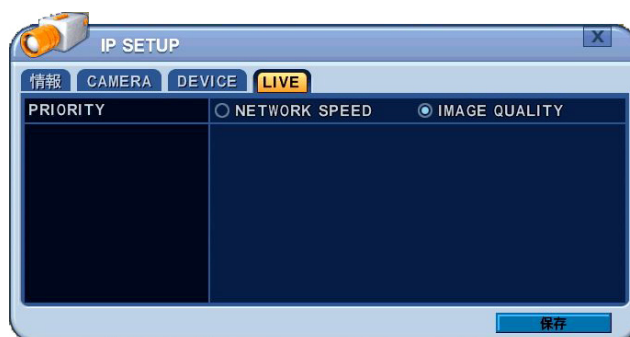 IP SETUP
X
情報 CAMERA DEVICE LIVE
PRIORITY NETWORK SPEED IMAGE QUALITY
保存